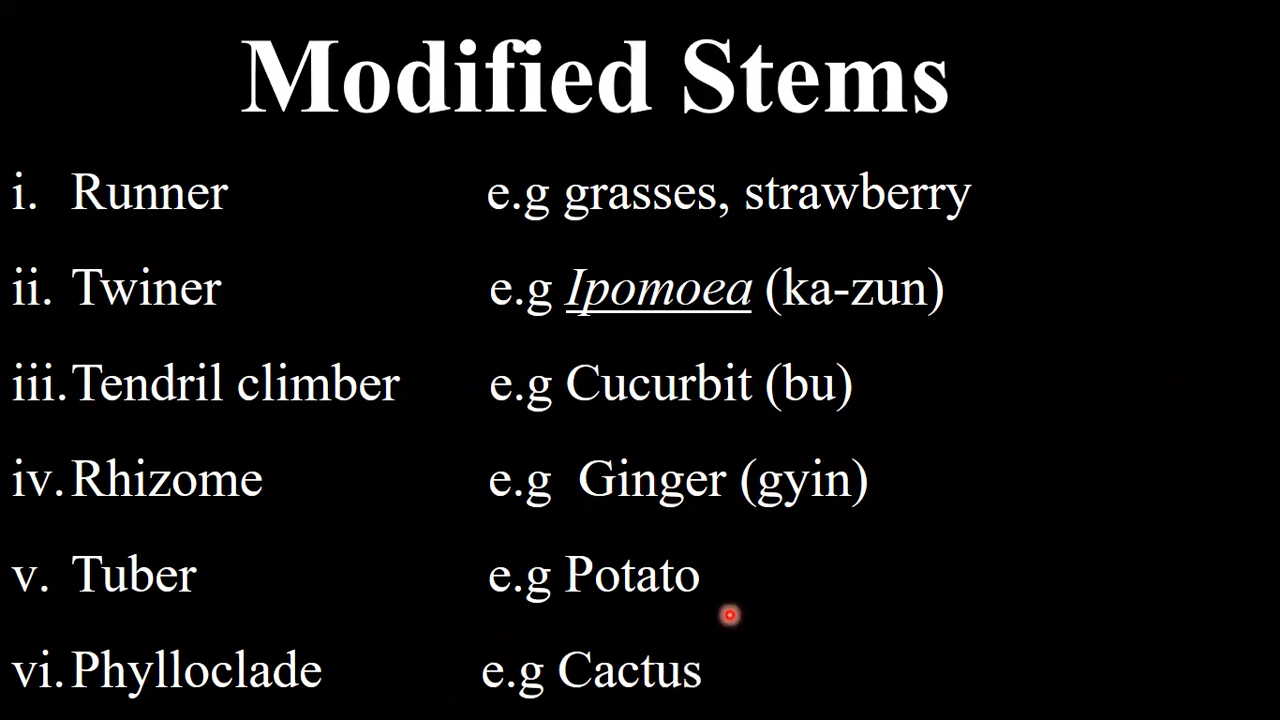 Modified Stems
i. Runner e.g grasses, strawberry
ii. Twiner e.g Ipomoea (ka-zun)
iii. Tendril climber e.g Cucurbit (bu)
iv. Rhizome e.g Ginger (gyin)
v. Tuber e.g Potato
vi. Phylloclade e.g Cactus